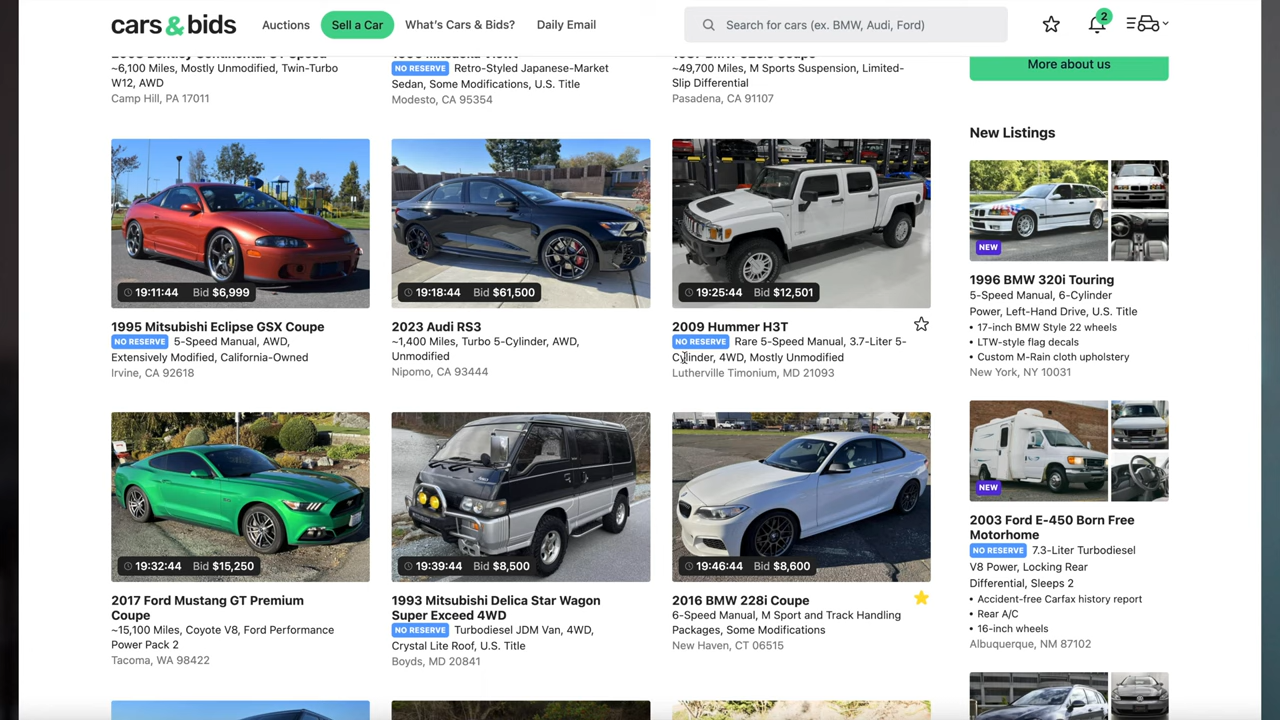 cars & bids
Auctions
Sell a Car
What's Cars & Bids?
Daily Email
Search for cars (ex. BMW, Audi, Ford)
2
~6,100 Miles, Mostly Unmodified, Twin-Turbo
W12, AWD
Camp Hill, PA 17011
NO RESERVE Retro-Styled Japanese-Market
Sedan, Some Modifications, U.S. Title
Modesto, CA 95354
~49,700 Miles, M Sports Suspension, Limited-
Slip Differential
Pasadena, CA 91107
More about us
19:11:44 Bid $6,999
1995 Mitsubishi Eclipse GSX Coupe
NO RESERVE 5-Speed Manual, AWD,
Extensively Modified, California-Owned
Irvine, CA 92618
19:18:44 Bid $61,500
2023 Audi RS3
~1,400 Miles, Turbo 5-Cylinder, AWD,
Unmodified
Nipomo, CA 93444
19:25:44 Bid $12,501
2009 Hummer H3T
NO RESERVE Rare 5-Speed Manual, 3.7-Liter 5-
Cylinder, 4WD, Mostly Unmodified
Lutherville Timonium, MD 21093
19:32:44 Bid $15,250
2017 Ford Mustang GT Premium
Coupe
~15,100 Miles, Coyote V8, Ford Performance
Power Pack 2
Tacoma, WA 98422
19:39:44 Bid $8,500
1993 Mitsubishi Delica Star Wagon
Super Exceed 4WD
NO RESERVE Turbodiesel JDM Van, 4WD,
Crystal Lite Roof, U.S. Title
Boyds, MD 20841
19:46:44 Bid $8,600
2016 BMW 228i Coupe
6-Speed Manual, M Sport and Track Handling
Packages, Some Modifications
New Haven, CT 06515
New Listings
NEW
1996 BMW 320i Touring
5-Speed Manual, 6-Cylinder
Power, Left-Hand Drive, U.S. Title
• 17-inch BMW Style 22 wheels
• LTW-style flag decals
• Custom M-Rain cloth upholstery
New York, NY 10031
NEW
2003 Ford E-450 Born Free
Motorhome
NO RESERVE 7.3-Liter Turbodiesel
V8 Power, Locking Rear
Differential, Sleeps 2
• Accident-free Carfax history report
• Rear A/C
• 16-inch wheels
Albuquerque, NM 87102